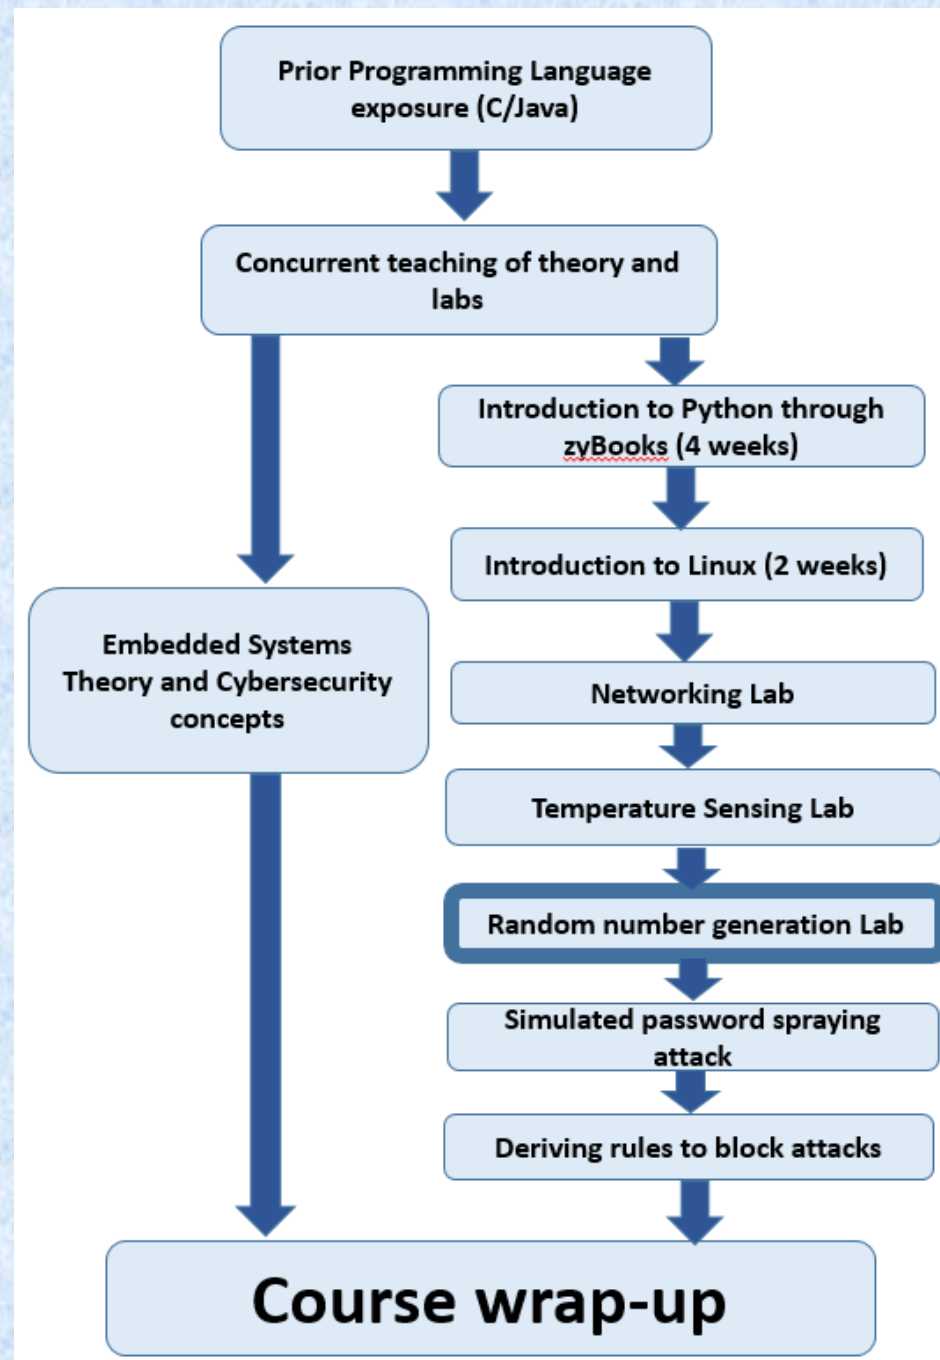 Prior Programming Language
exposure (C/Java)
Concurrent teaching of theory and
labs
Introduction to Python through
zyBooks (4 weeks)
Introduction to Linux (2 weeks)
Embedded Systems
Theory and Cybersecurity
concepts
Networking Lab
Temperature Sensing Lab
Random number generation Lab
Simulated password spraying
attack
Deriving rules to block attacks
Course wrap-up